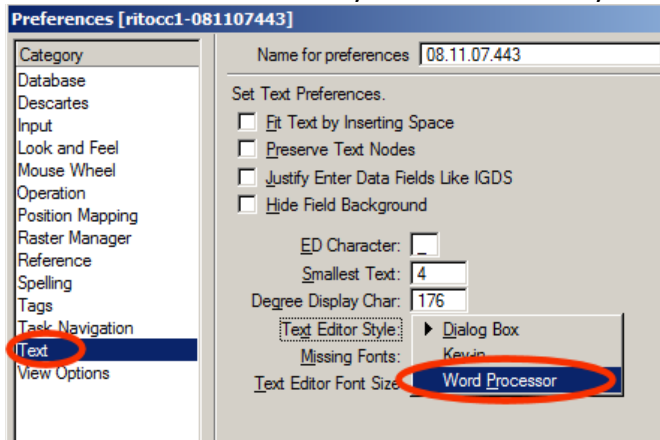 Preferences [ritocc1-081107443]
Category
Database
Descartes
Input
Look and Feel
Mouse Wheel
Operation
Position Mapping
Raster Manager
Reference
Spelling
Tags
Task Navigation
Text
View Options
Name for preferences 08.11.07.443
Set Text Preferences.
Fit Text by Inserting Space
Preserve Text Nodes
Justify Enter Data Fields Like IGDS
Hide Field Background
ED Character: _
Smallest Text: 4
Degree Display Char: 176
Text Editor Style: Dialog Box
Missing Fonts: Key-in
Text Editor Font Size Word Processor